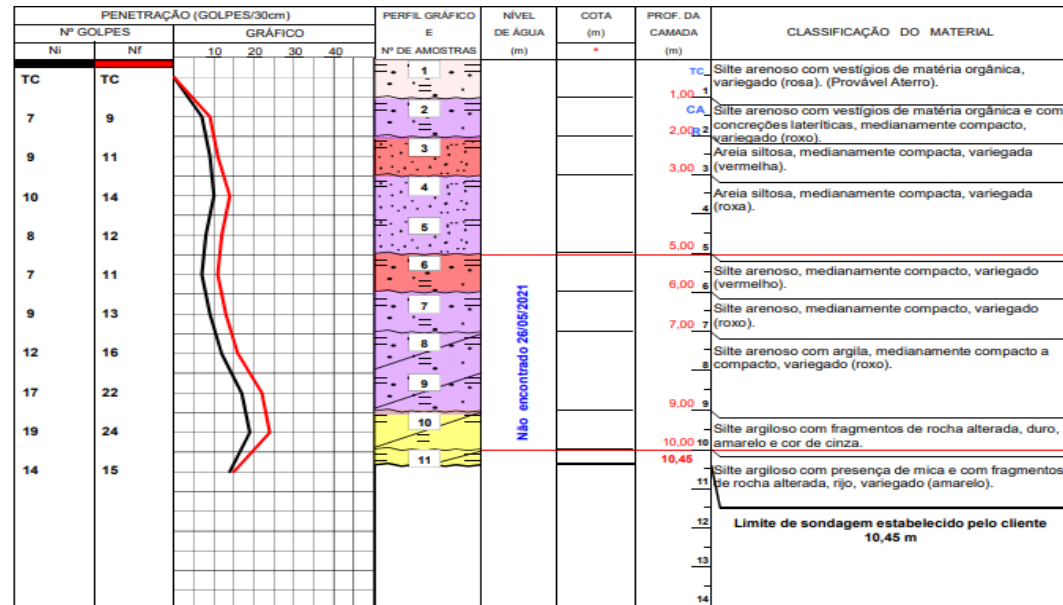 PENETRAÇÃO (GOLPES/30cm)
PERFIL GRÁFICO
E
Nº DE AMOSTRAS
NÍVEL
DE ÁGUA
(m)
COTA
(m)
*
PROF. DA
CAMADA
(m)
CLASSIFICAÇÃO DO MATERIAL
Nº GOLPES
GRÁFICO
Ni
Nf
10
20
30
40
TC
TC
7
9
9
11
10
14
8
12
7
11
9
13
12
16
17
22
19
24
14
15
1
2
3
4
5
6
7
8
9
10
11
Não encontrado 26/05/2021
TC
1,00
1
CA
2,00
R
2
3,00
3
4
5,00
5
6,00
6
7,00
7
8
9,00
9
10,00
10
10,45
11
12
13
14
Silte arenoso com vestígios de matéria orgânica,
variegado (rosa). (Provável Aterro).
Silte arenoso com vestígios de matéria orgânica e com
concreções lateríticas, medianamente compacto,
variegado (roxo).
Areia siltosa, medianamente compacta, variegada
(vermelha).
Areia siltosa, medianamente compacta, variegada
(roxa).
Silte arenoso, medianamente compacto, variegado
(vermelho).
Silte arenoso, medianamente compacto, variegado
(roxo).
Silte arenoso com argila, medianamente compacto a
compacto, variegado (roxo).
Silte argiloso com fragmentos de rocha alterada, duro,
amarelo e cor de cinza.
Silte argiloso com presença de mica e com fragmentos
de rocha alterada, rijo, variegado (amarelo).
Limite de sondagem estabelecido pelo cliente
10,45 m